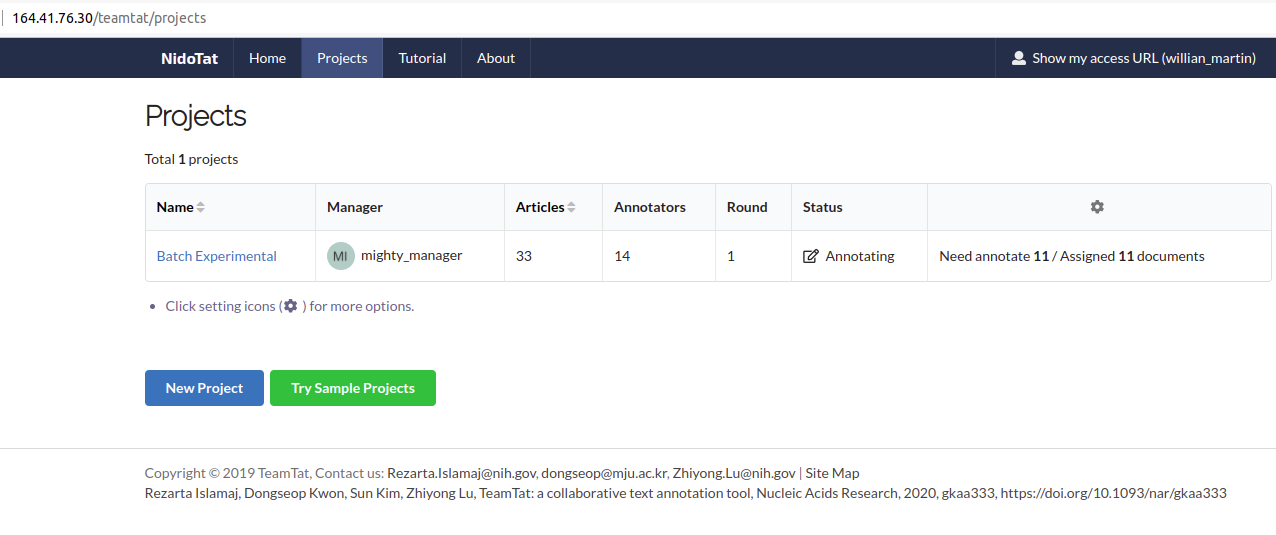 164.41.76.30/teamtat/projects
NidoTat Home Projects Tutorial About Show my access URL (willian_martin)
Projects
Total 1 projects
Name Manager Articles Annotators Round Status
Batch Experimental MI mighty_manager 33 14 1 Annotating Need annotate 11 / Assigned 11 documents
• Click setting icons ( ) for more options.
New Project Try Sample Projects
Copyright © 2019 TeamTat, Contact us: Rezarta.Islamaj@nih.gov, dongseop@mju.ac.kr, Zhiyong.Lu@nih.gov | Site Map
Rezarta Islamaj, Dongseop Kwon, Sun Kim, Zhiyong Lu, TeamTat: a collaborative text annotation tool, Nucleic Acids Research, 2020, gkaa333, https://doi.org/10.1093/nar/gkaa333